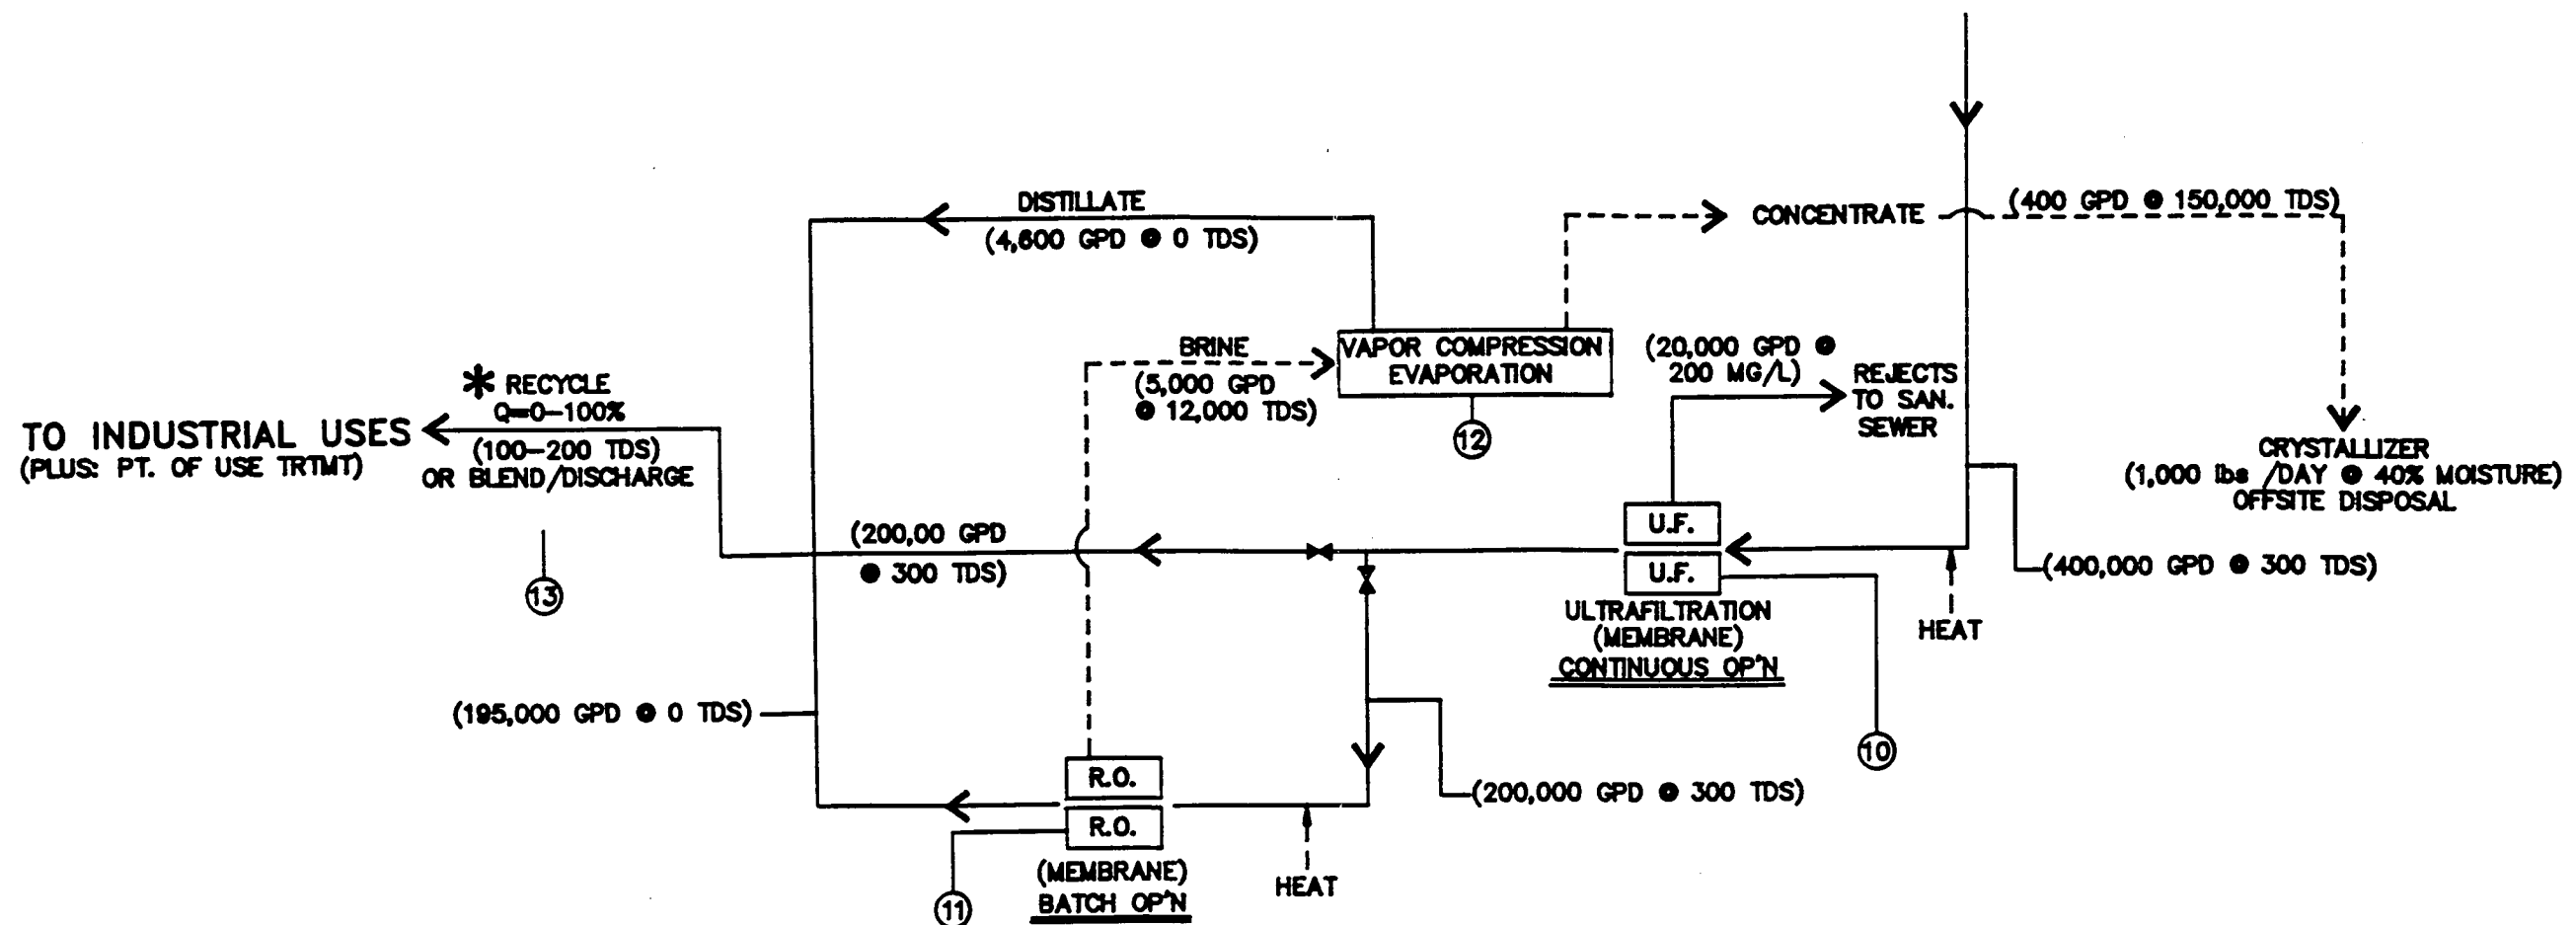 DISTILLATE
(4,600 GPD @ 0 TDS)
CONCENTRATE
(400 GPD @ 150,000 TDS)
BRINE
(5,000 GPD
@ 12,000 TDS)
VAPOR COMPRESSION
EVAPORATION
12
(20,000 GPD @
200 MG/L)
REJECTS
TO SAN.
SEWER
* RECYCLE
Q=0-100%
(100-200 TDS)
OR BLEND/DISCHARGE
TO INDUSTRIAL USES
(PLUS: PT. OF USE TRTMT)
13
CRYSTALLIZER
(1,000 lbs /DAY @ 40% MOISTURE)
OFFSITE DISPOSAL
(200,00 GPD
@ 300 TDS)
U.F.
U.F.
ULTRAFILTRATION
(MEMBRANE)
CONTINUOUS OP'N
HEAT
(400,000 GPD @ 300 TDS)
10
(195,000 GPD @ 0 TDS)
R.O.
R.O.
(MEMBRANE)
BATCH OP'N
11
HEAT
(200,000 GPD @ 300 TDS)